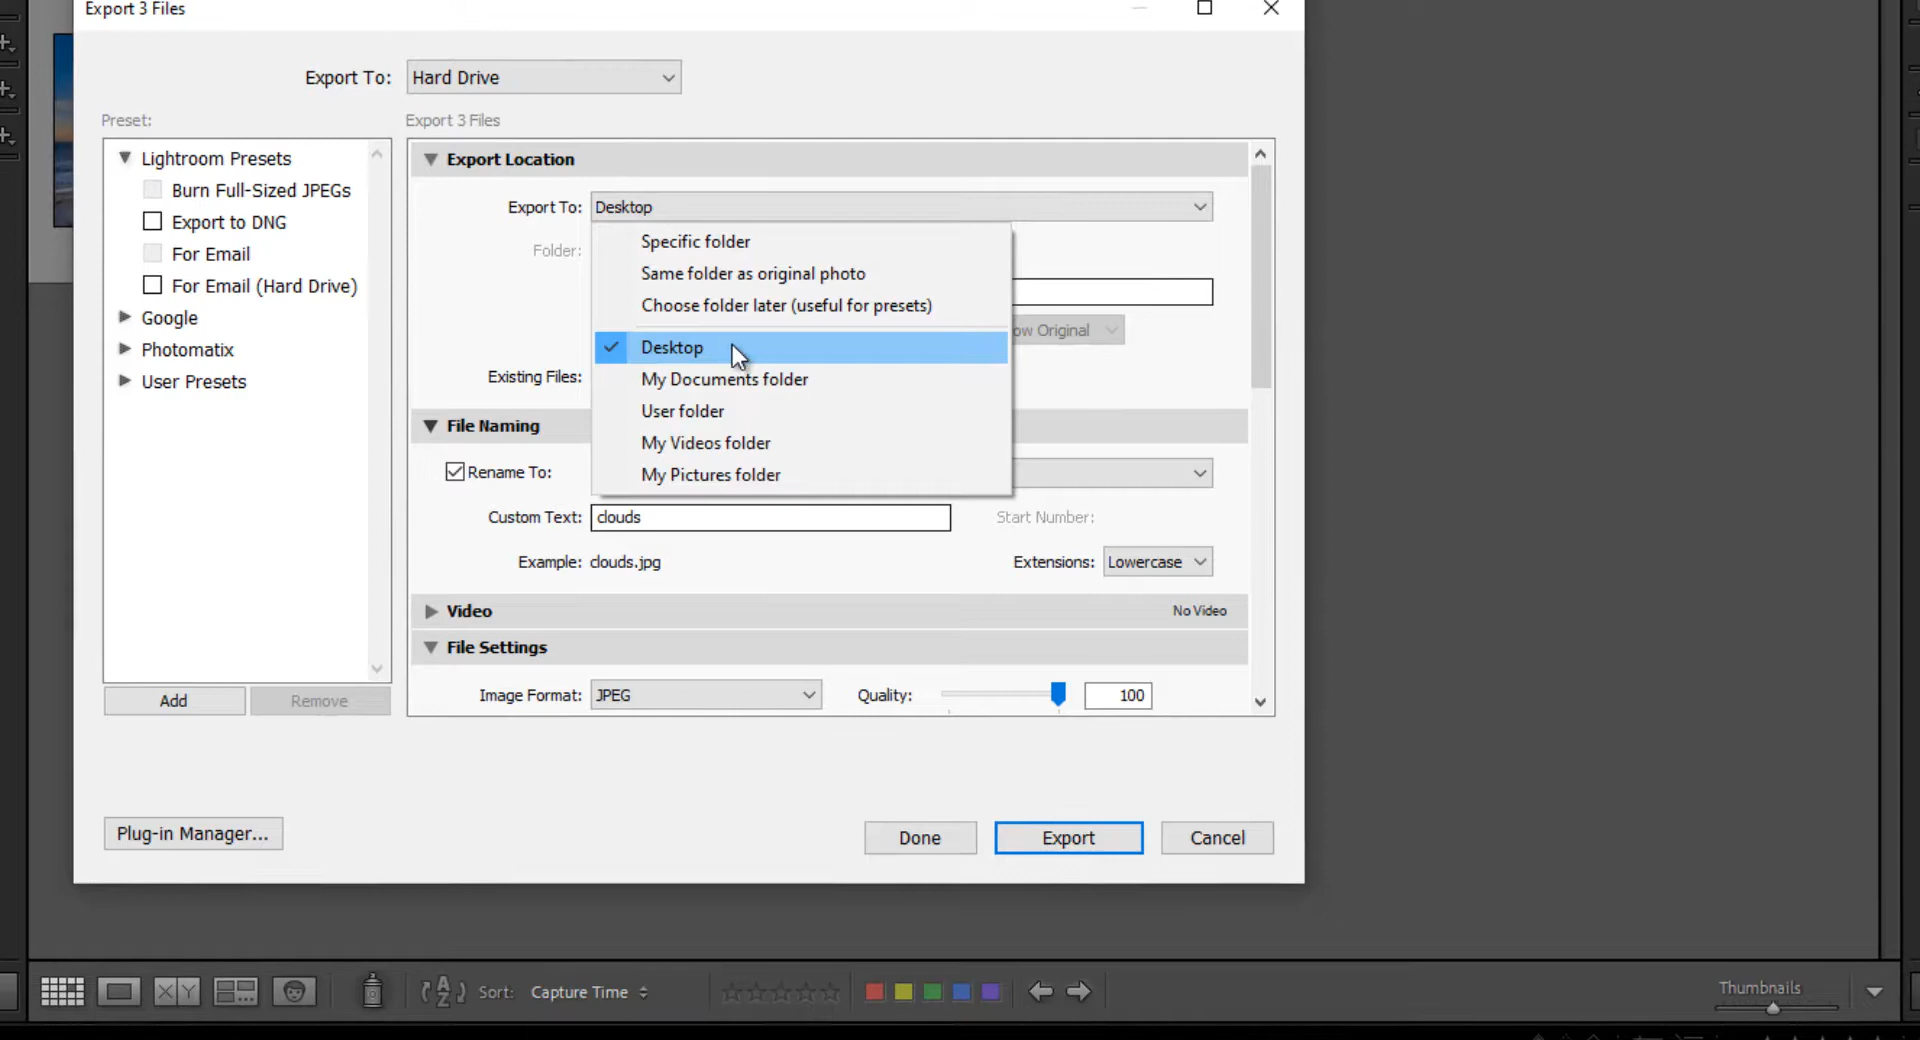 Export 3 Files
Export To: Hard Drive
Preset:
Export 3 Files
Lightroom Presets
Burn Full-Sized JPEGs
Export to DNG
For Email
For Email (Hard Drive)
Google
Photomatix
User Presets
Add Remove
Export Location
Export To: Desktop
Folder:
Specific folder
Same folder as original photo
Choose folder later (useful for presets)
Desktop
My Documents folder
User folder
My Videos folder
My Pictures folder
Original
Existing Files:
File Naming
Rename To:
Custom Text: clouds Start Number:
Example: clouds.jpg Extensions: Lowercase
Video No Video
File Settings
Image Format: JPEG Quality: 100
Plug-in Manager... Done Export Cancel
X Y A Z Sort: Capture Time Thumbnails